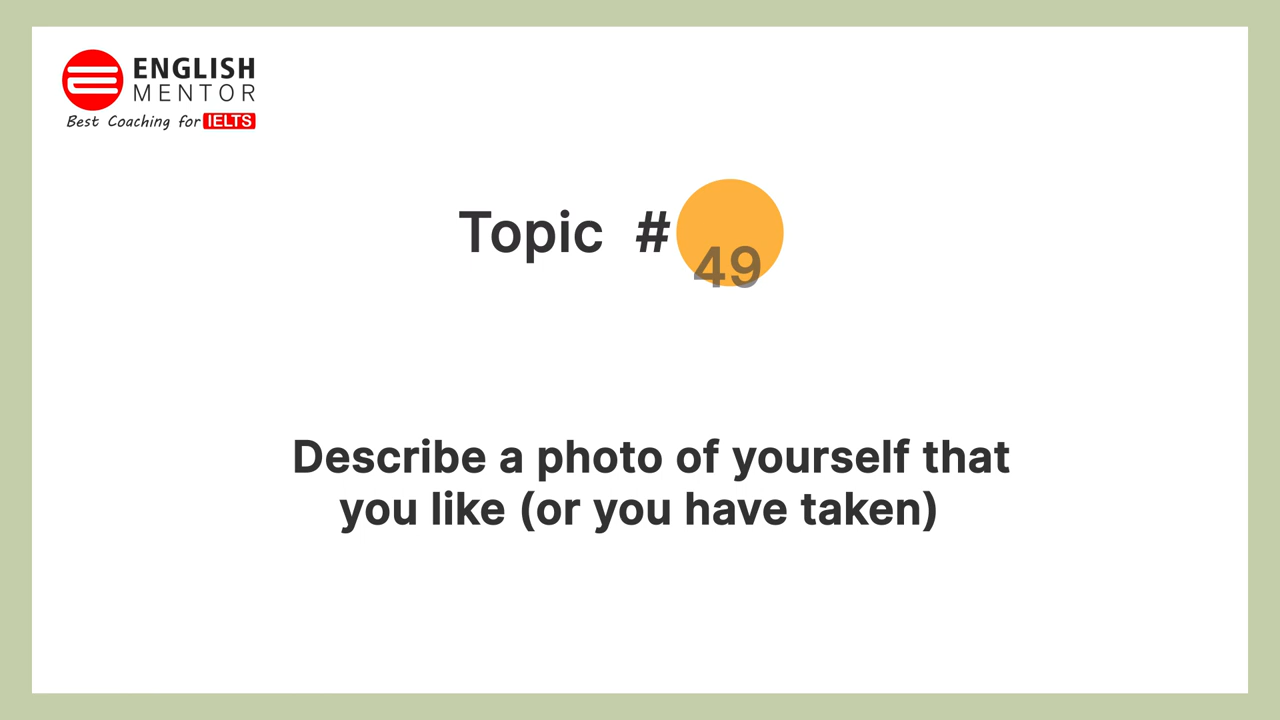 ENGLISH
MENTOR
Best Coaching for IELTS
Topic # 49
Describe a photo of yourself that
you like (or you have taken)